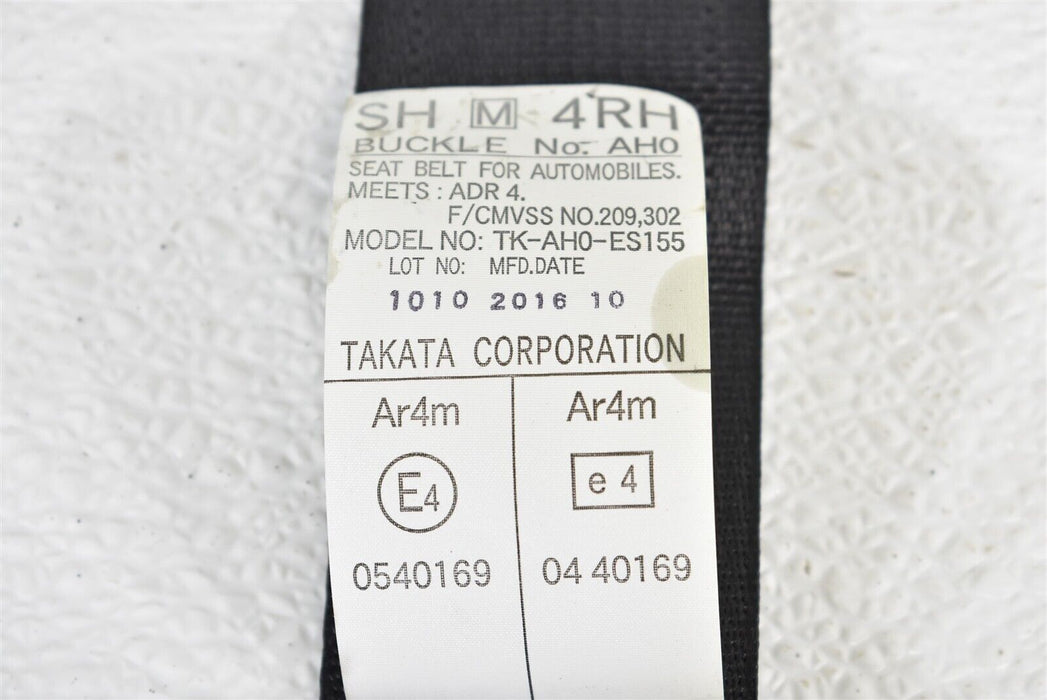 SH M 4RH
BUCKLE No. AH0
SEAT BELT FOR AUTOMOBILES.
MEETS : ADR 4.
F/CMVSS NO.209,302
MODEL NO: TK-AH0-ES155
LOT NO: MFD.DATE
1010 2016 10
TAKATA CORPORATION
Ar4m Ar4m
E4 e 4
0540169 04 40169